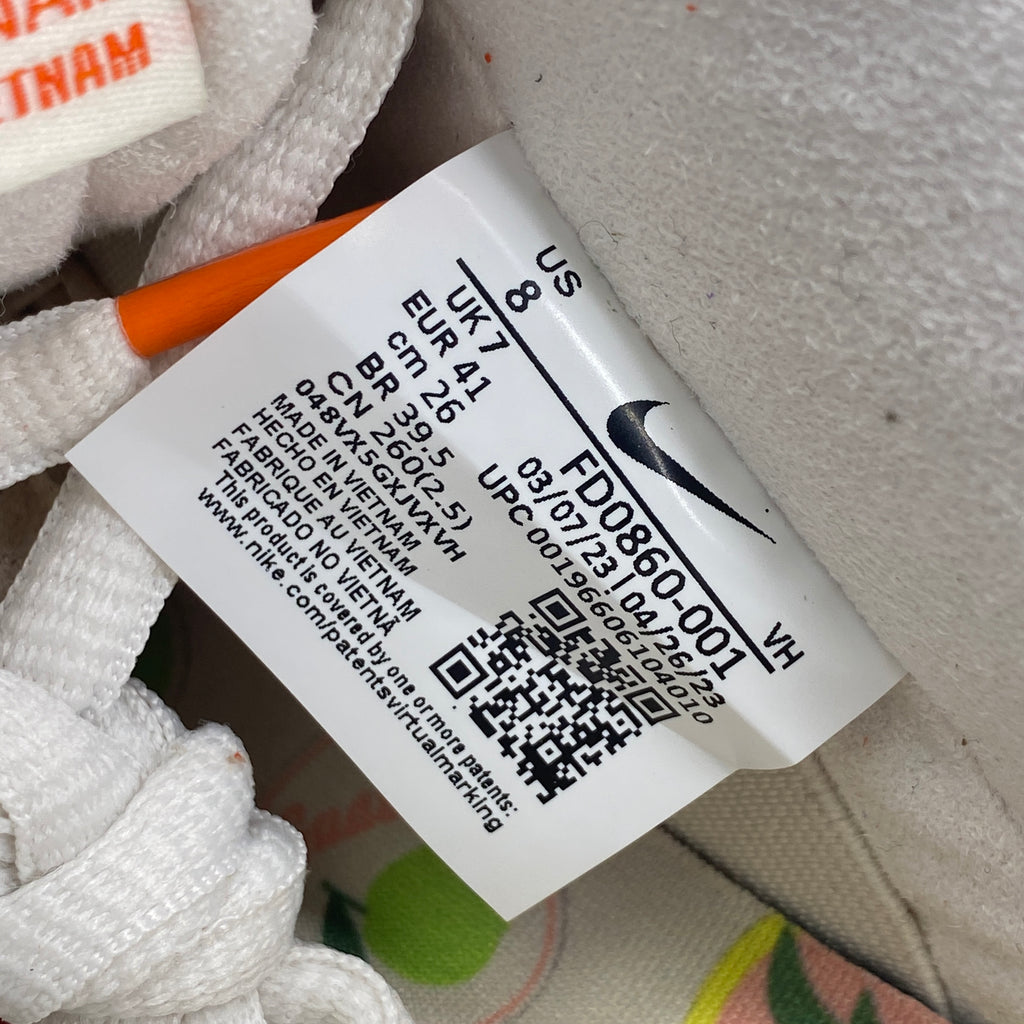 ETNAM
US
8
UK 7
EUR 41
cm 26
BR 39.5
CN 260(2.5)
048VX5GXJVXVH
MADE IN VIETNAM
HECHO EN VIETNAM
FABRIQUE AU VIETNAM
FABRICADO NO VIETNÃ
This product is covered by one or more patents:
www.nike.com/patentsvirtualmarking
FD0860-001
VH
03/07/23 | 04/26/23
UPC 00196606104010